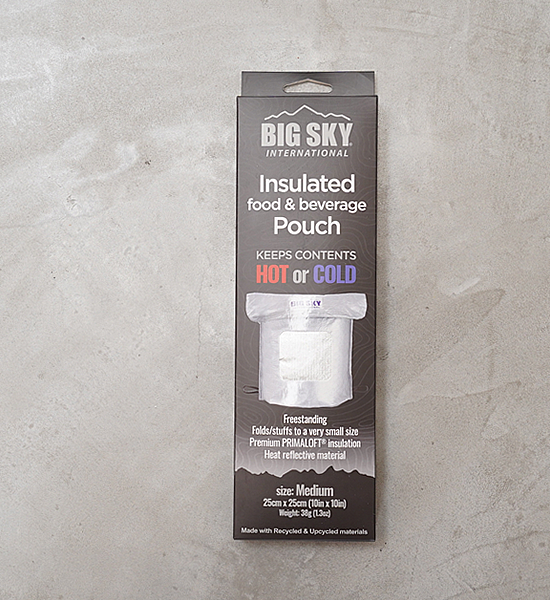 BIG SKY®
INTERNATIONAL
Insulated
food & beverage
Pouch
KEEPS CONTENTS
HOT or COLD
BIG SKY
Freestanding
Folds/stuffs to a very small size
Premium PRIMALOFT® insulation
Heat reflective material
size: Medium
25cm x 25cm (10in x 10in)
Weight: 38g (1.3oz)
Made with Recycled & Upcycled materials